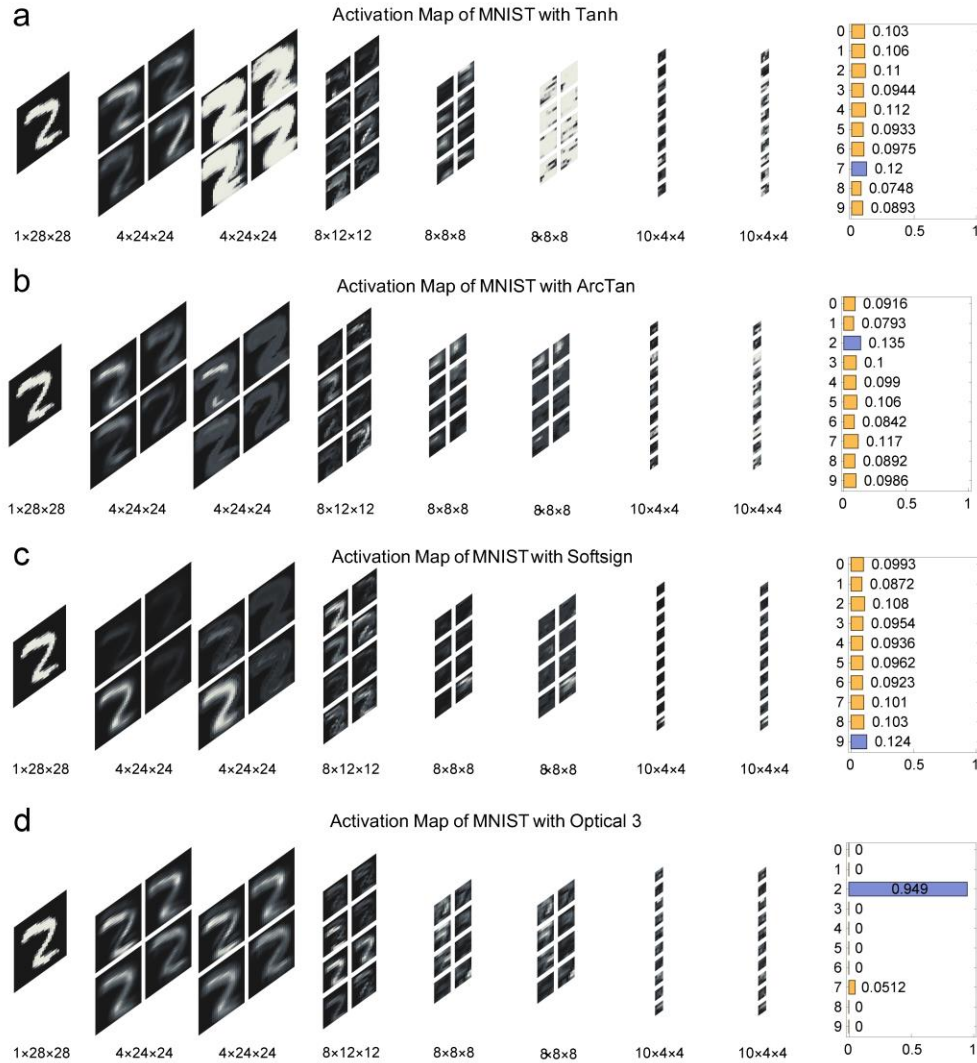 a
Activation Map of MNIST with Tanh
1×28×28 4×24×24 4×24×24 8×12×12 8×8×8 8×8×8 10×4×4 10×4×4
0 0.103
1 0.106
2 0.11
3 0.0944
4 0.112
5 0.0933
6 0.0975
7 0.12
8 0.0748
9 0.0893
0 0.5 1
b
Activation Map of MNIST with ArcTan
1×28×28 4×24×24 4×24×24 8×12×12 8×8×8 8×8×8 10×4×4 10×4×4
0 0.0916
1 0.0793
2 0.135
3 0.1
4 0.099
5 0.106
6 0.0842
7 0.117
8 0.0892
9 0.0986
0 0.5 1
c
Activation Map of MNIST with Softsign
1×28×28 4×24×24 4×24×24 8×12×12 8×8×8 8×8×8 10×4×4 10×4×4
0 0.0993
1 0.0872
2 0.108
3 0.0954
4 0.0936
5 0.0962
6 0.0923
7 0.101
8 0.103
9 0.124
0 0.5 1
d
Activation Map of MNIST with Optical 3
1×28×28 4×24×24 4×24×24 8×12×12 8×8×8 8×8×8 10×4×4 10×4×4
0 0
1 0
2 0.949
3 0
4 0
5 0
6 0
7 0.0512
8 0
9 0
0 0.5 1